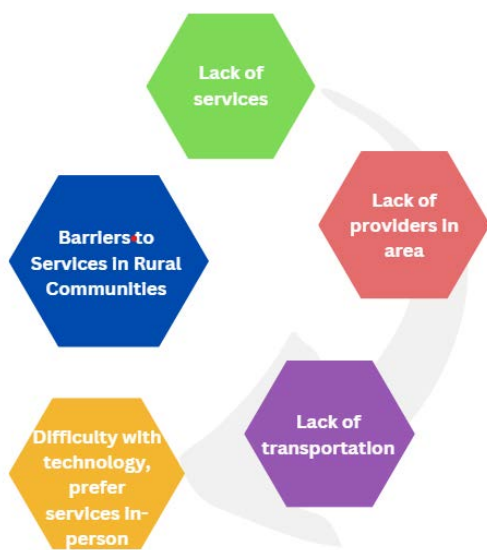 Lack of
services
Lack of
providers in
area
Barriers to
Services in Rural
Communities
Lack of
transportation
Difficulty with
technology,
prefer
services in-
person